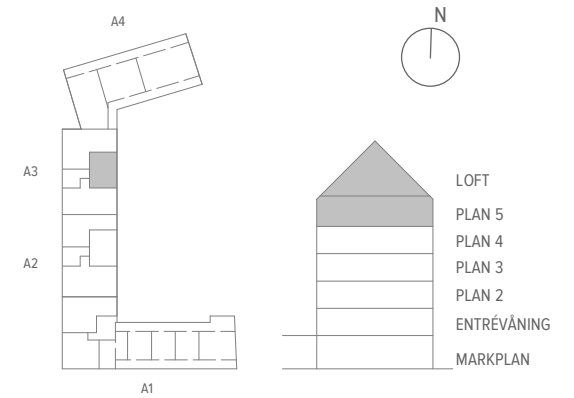 A4
N
A3
A2
A1
LOFT
PLAN 5
PLAN 4
PLAN 3
PLAN 2
ENTRÉVÅNING
MARKPLAN